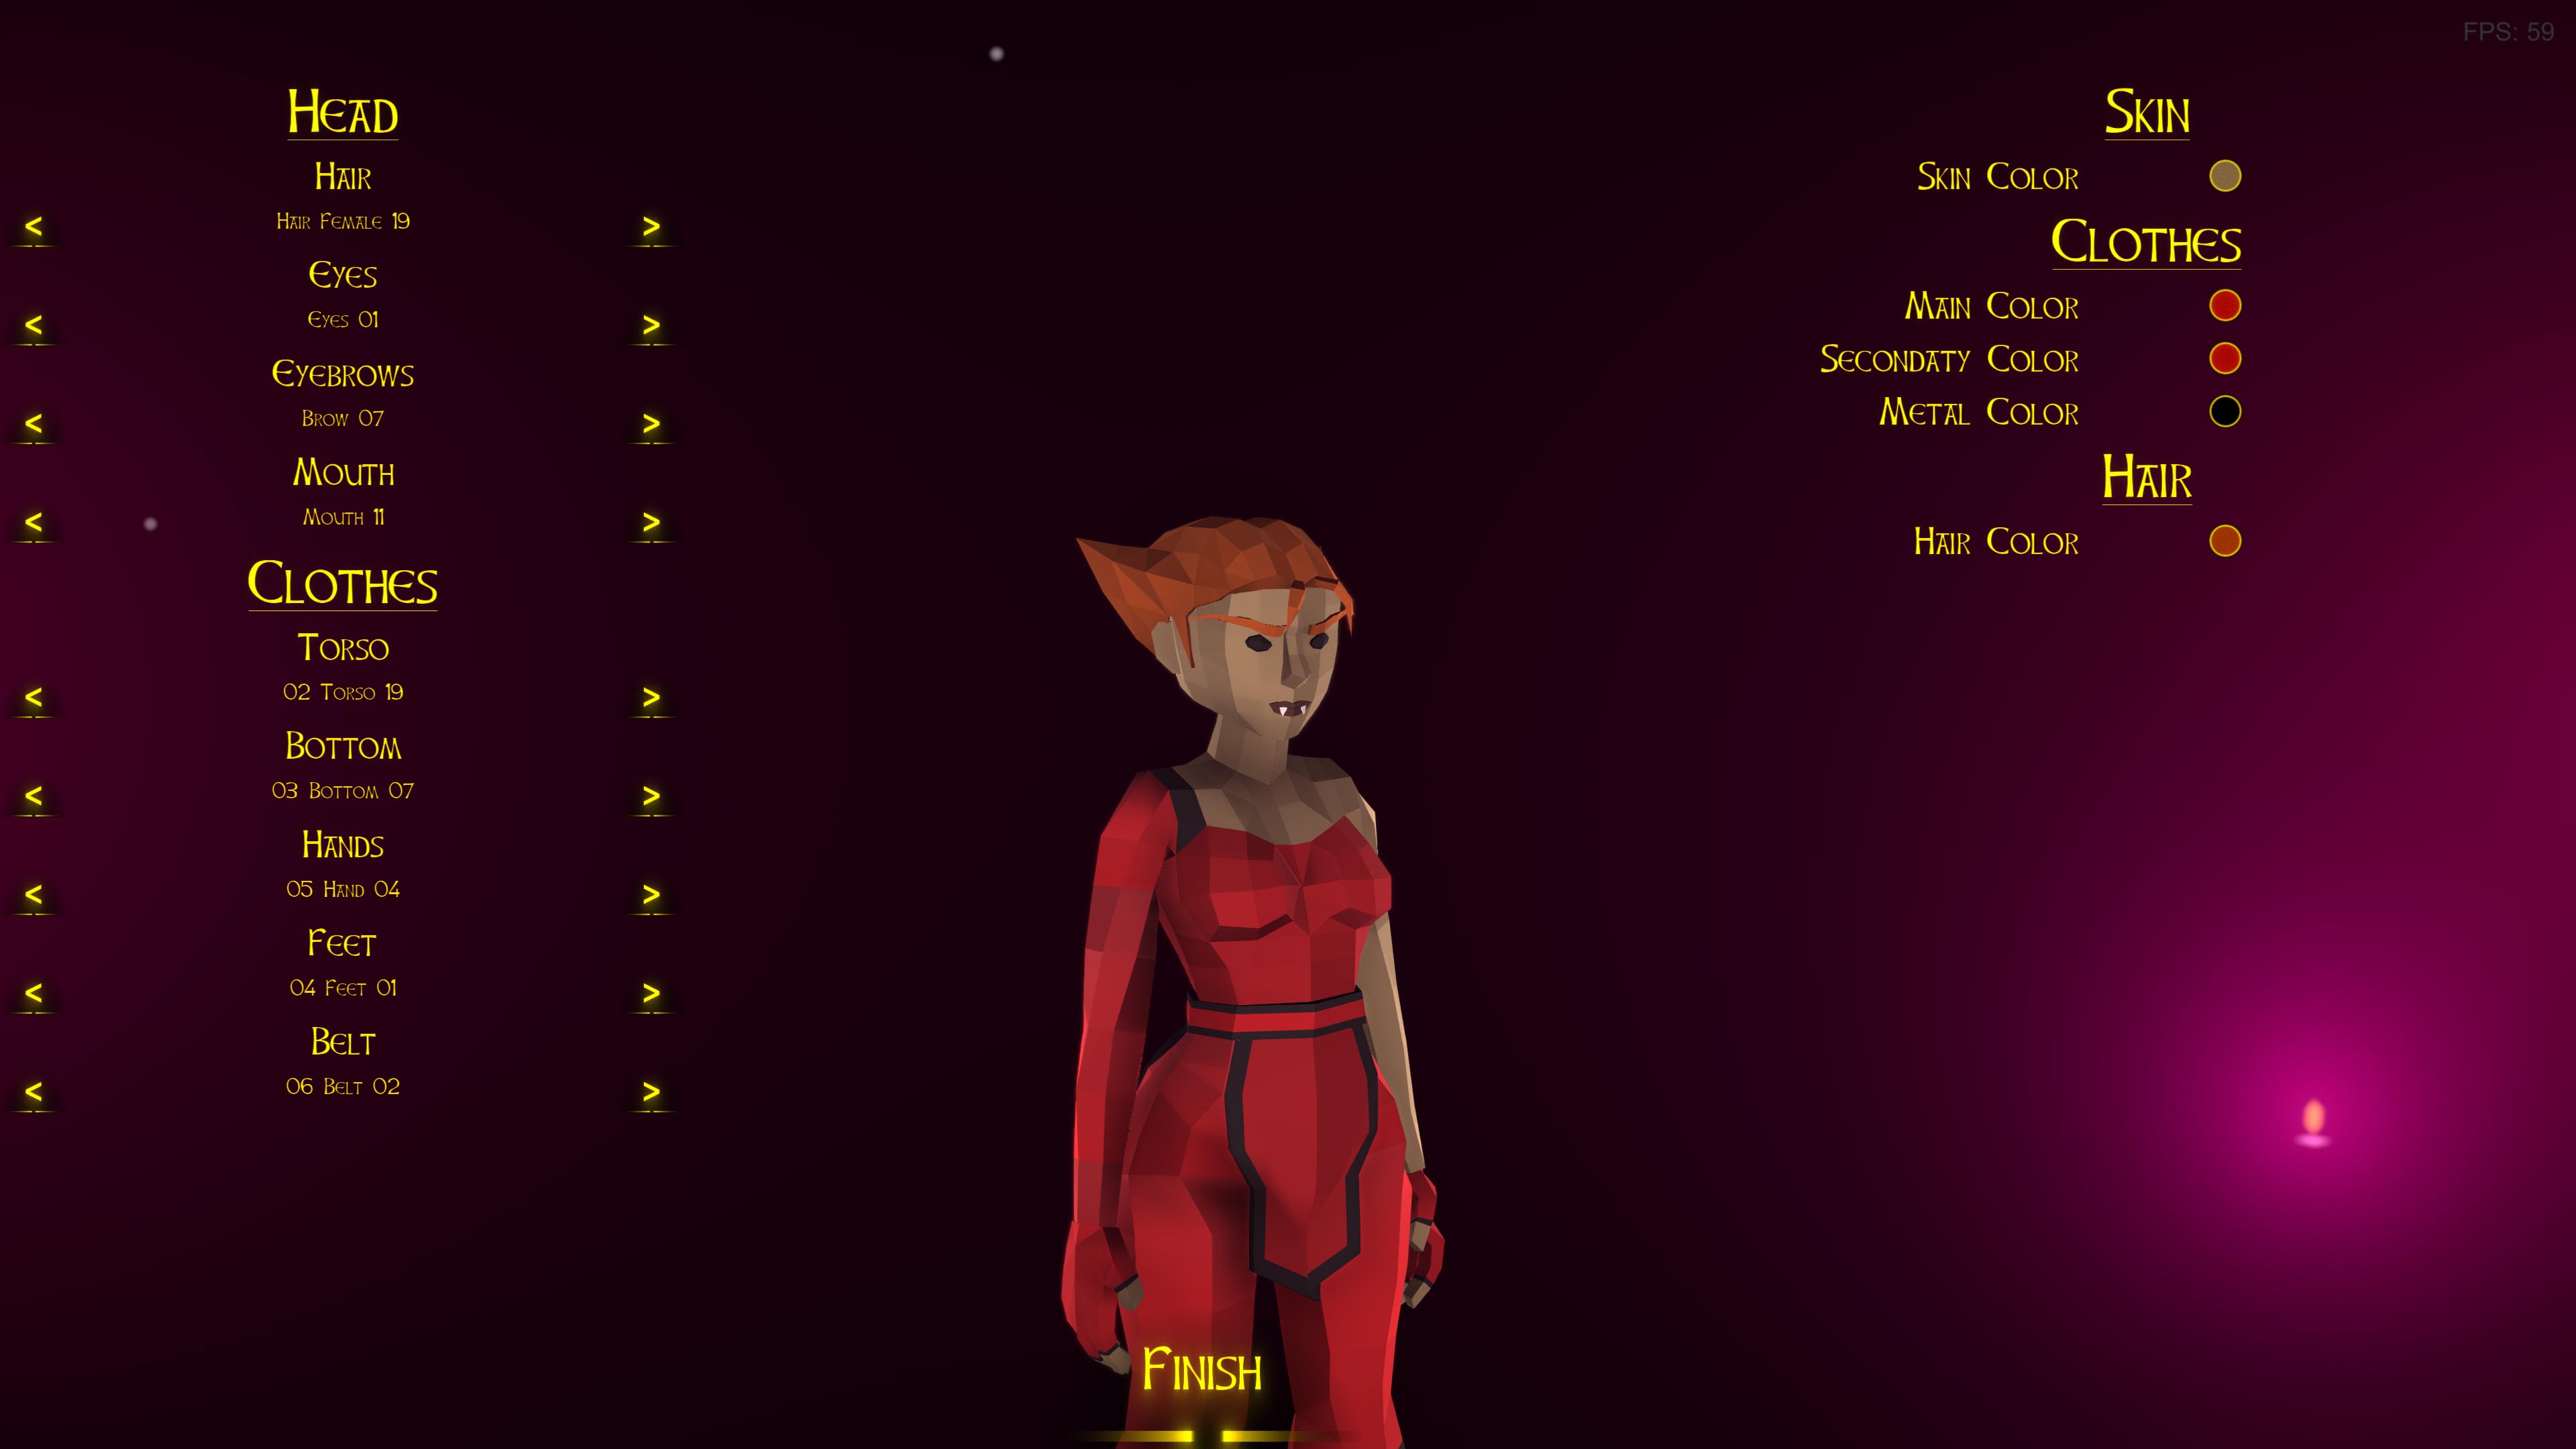 FPS: 59
Head
Hair
< Hair Female 19 >
Eyes
< Eyes 01 >
Eyebrows
< Brow 07 >
Mouth
< Mouth 11 >
Clothes
Torso
< 02 Torso 19 >
Bottom
< 03 Bottom 07 >
Hands
< 05 Hand 04 >
Feet
< 04 Feet 01 >
Belt
< 06 Belt 02 >
Skin
Skin Color
Clothes
Main Color
Secondaty Color
Metal Color
Hair
Hair Color
Finish